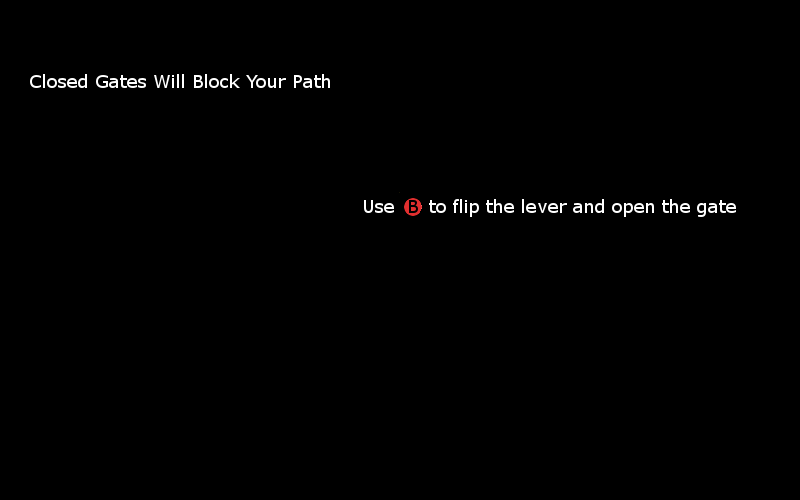 Closed Gates Will Block Your Path
Use B to flip the lever and open the gate